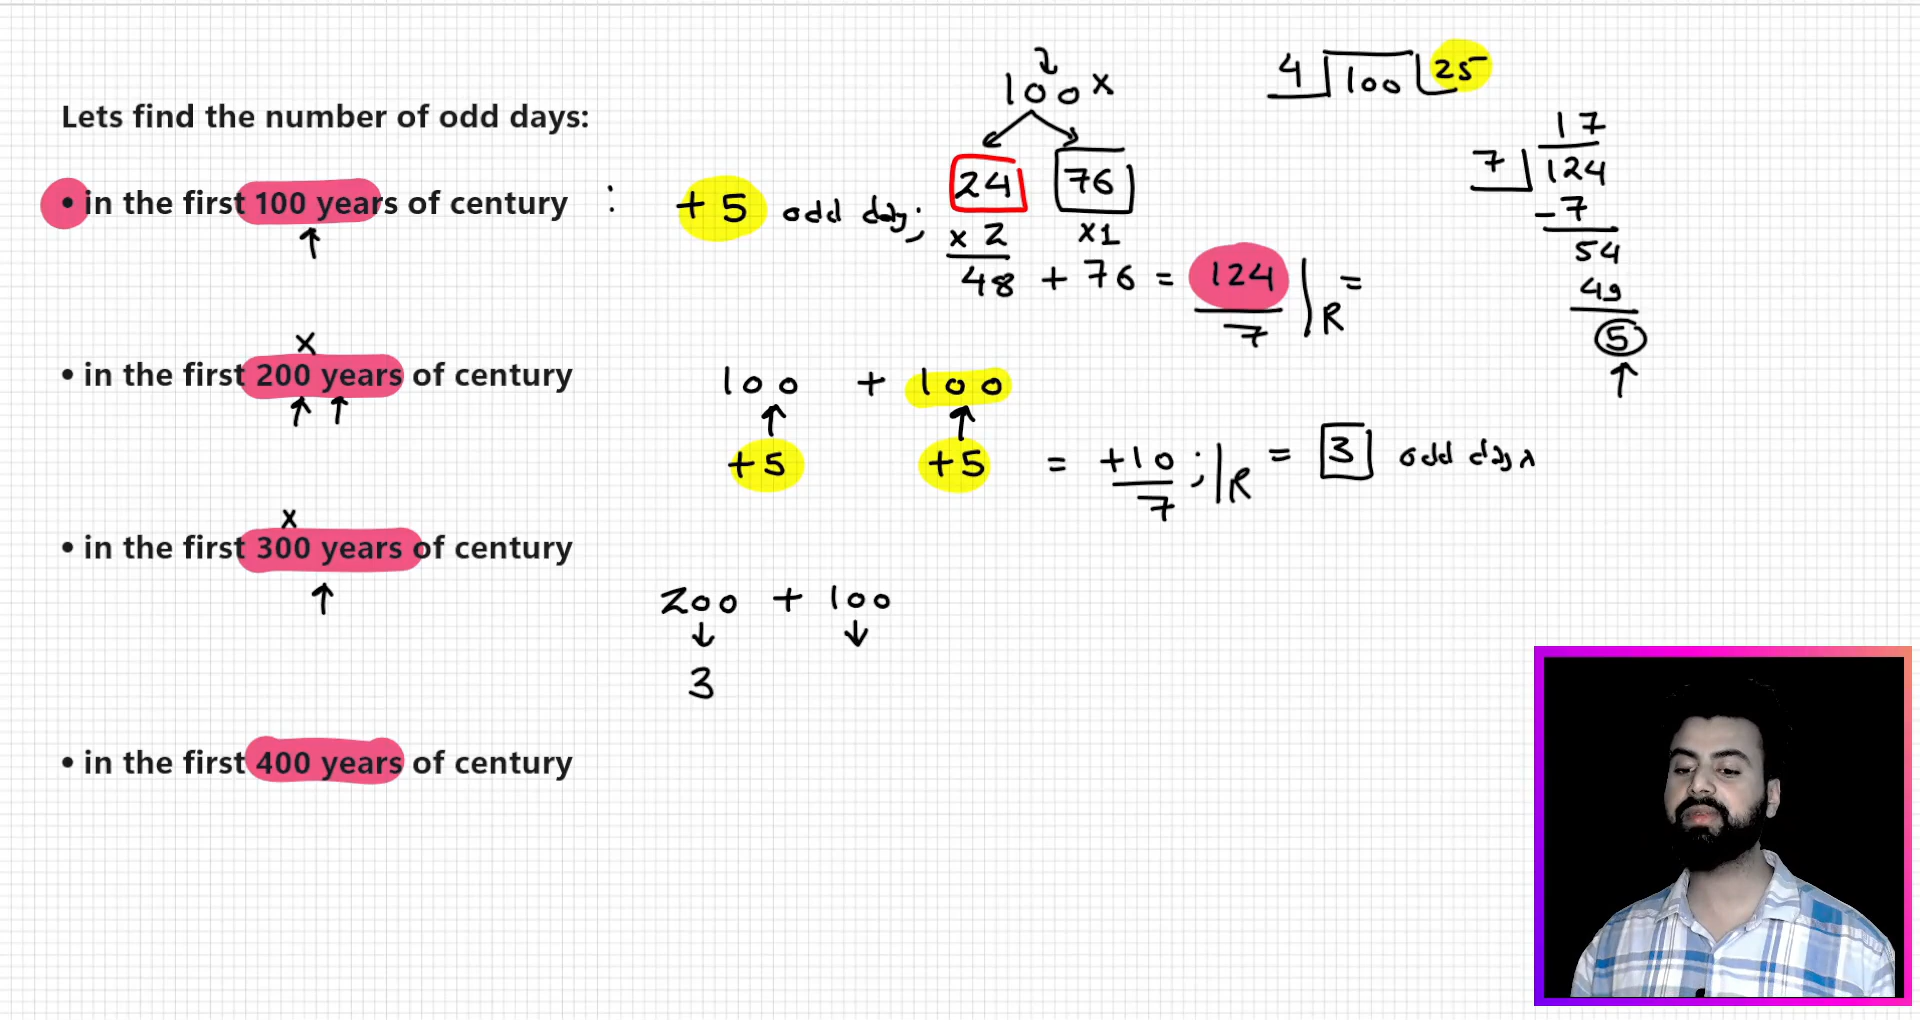 Lets find the number of odd days:
• in the first 100 years of century : +5 odd days
↑
100 x
24 76
x 2 x1
48 + 76 = 124 / 7 | R =
4 | 100 | 25
17
7 | 124
-7
54
49
5
↑
x
• in the first 200 years of century
↑ ↑
100 + 100
↑ ↑
+5 +5 = +10 / 7 ; | R = 3 odd days
x
• in the first 300 years of century
↑
200 + 100
↓ ↓
3
• in the first 400 years of century